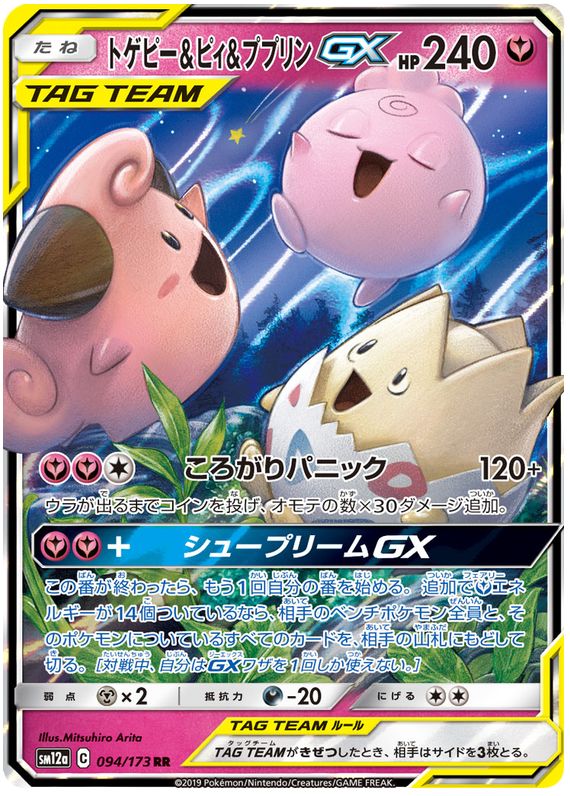 たね トゲピー&ピィ&ププリンGX HP240
TAG TEAM
ころがりパニック 120+
ウラが出るまでコインを投げ、オモテの数×30ダメージ追加。
+ シュープリームGX
この番が終わったら、もう1回自分の番を始める。追加でエネ
ルギーが14個ついているなら、相手のベンチポケモン全員と、そ
のポケモンについているすべてのカードを、相手の山札にもどして
切る。[対戦中、自分はGXワザを1回しか使えない。]
弱点 ×2 抵抗力 -20 にげる
Illus.Mitsuhiro Arita
TAG TEAM ルール
TAG TEAMがきぜつしたとき、相手はサイドを3枚とる。
sm12a C 094/173 RR
©2019 Pokémon/Nintendo/Creatures/GAME FREAK.